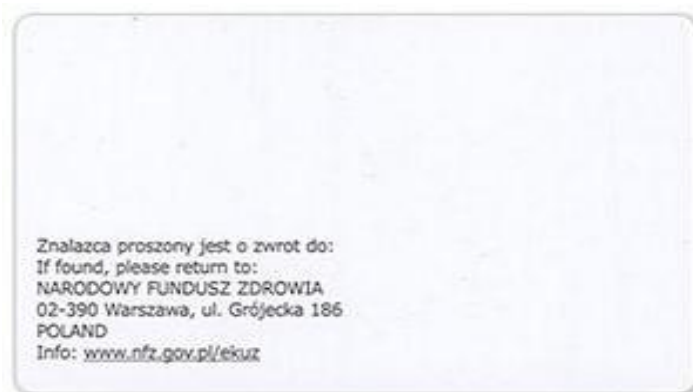 Znalazca proszony jest o zwrot do:
If found, please return to:
NARODOWY FUNDUSZ ZDROWIA
02-390 Warszawa, ul. Grójecka 186
POLAND
Info: www.nfz.gov.pl/ekuz